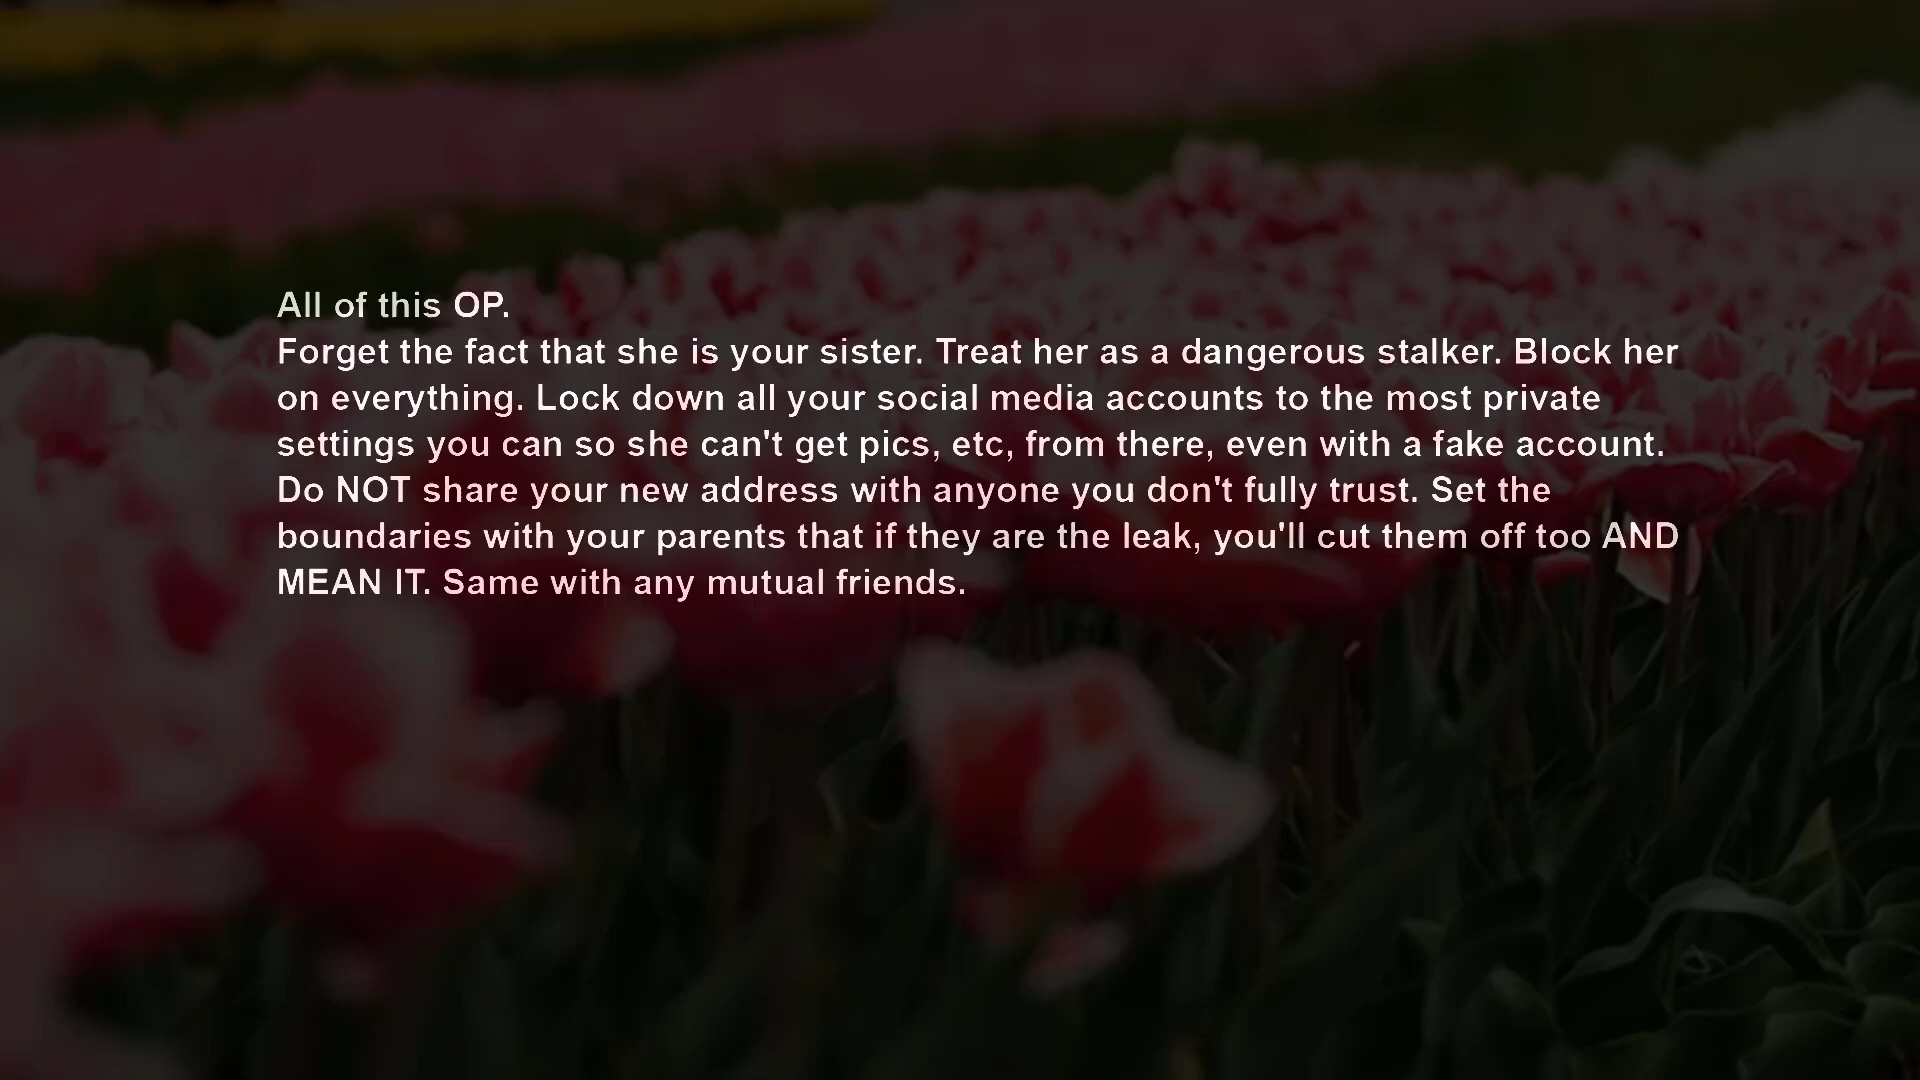 All of this OP.
Forget the fact that she is your sister. Treat her as a dangerous stalker. Block her
on everything. Lock down all your social media accounts to the most private
settings you can so she can't get pics, etc, from there, even with a fake account.
Do NOT share your new address with anyone you don't fully trust. Set the
boundaries with your parents that if they are the leak, you'll cut them off too AND
MEAN IT. Same with any mutual friends.